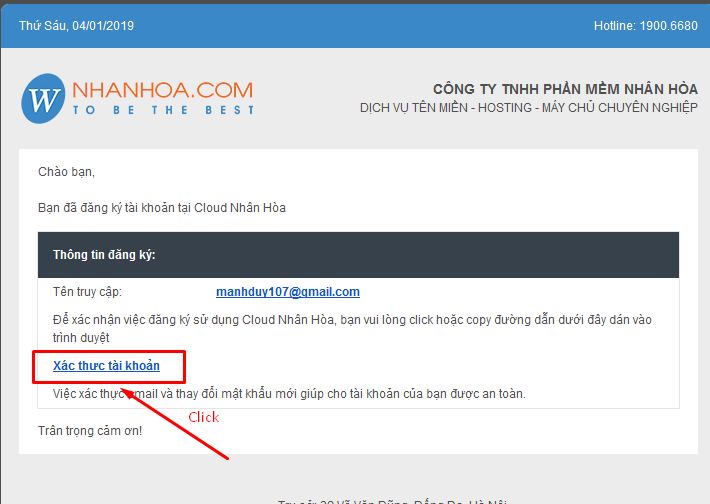 Thứ Sáu, 04/01/2019
Hotline: 1900.6680
W NHANHOA.COM
TO BE THE BEST
CÔNG TY TNHH PHẦN MỀM NHÂN HÒA
DỊCH VỤ TÊN MIỀN - HOSTING - MÁY CHỦ CHUYÊN NGHIỆP
Chào bạn,
Bạn đã đăng ký tài khoản tại Cloud Nhân Hòa
Thông tin đăng ký:
Tên truy cập: manhduy107@gmail.com
Để xác nhận việc đăng ký sử dụng Cloud Nhân Hòa, bạn vui lòng click hoặc copy đường dẫn dưới đây dán vào
trình duyệt
Xác thực tài khoản
Việc xác thực email và thay đổi mật khẩu mới giúp cho tài khoản của bạn được an toàn.
Click
Trân trọng cảm ơn!